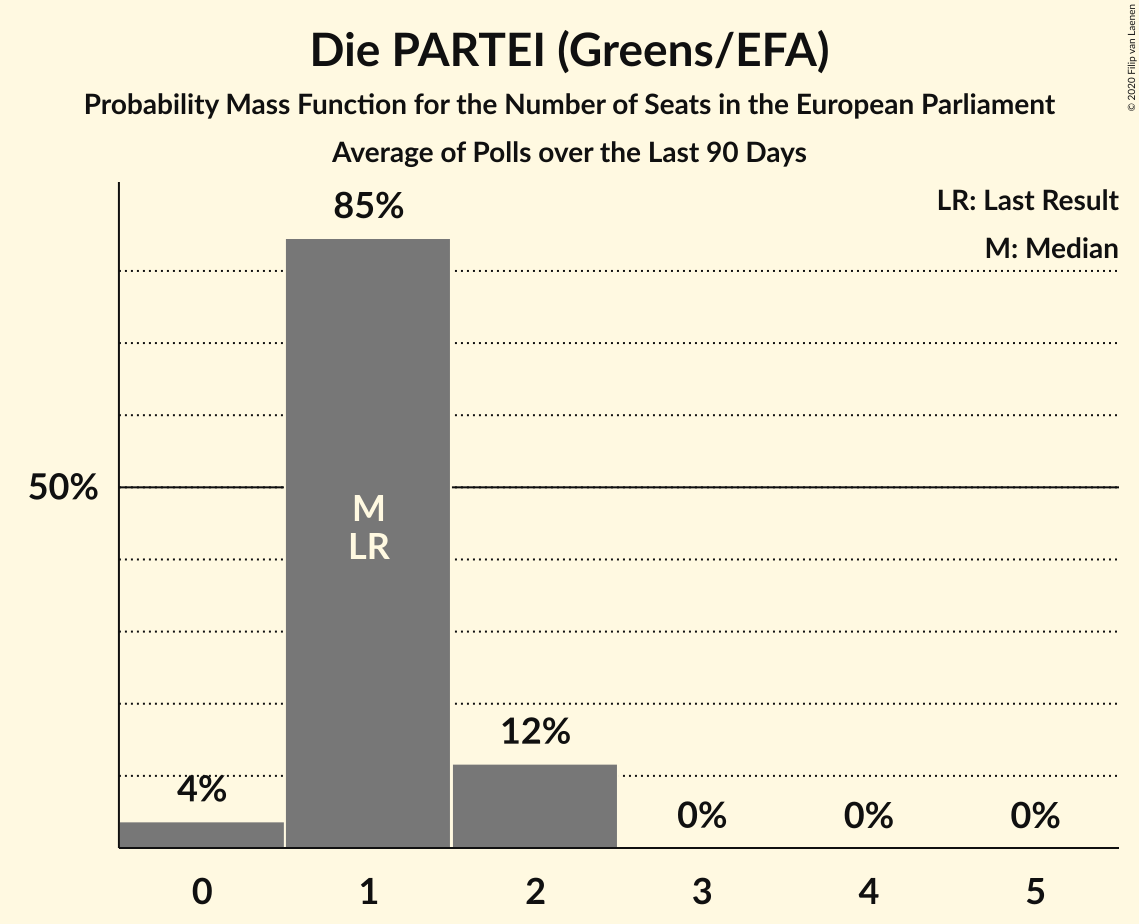 Die PARTEI (Greens/EFA)
Probability Mass Function for the Number of Seats in the European Parliament
Average of Polls over the Last 90 Days
© 2020 Filip van Laenen
LR: Last Result
M: Median
85%
50%
M
LR
12%
4%
0%
0%
0%
0
1
2
3
4
5